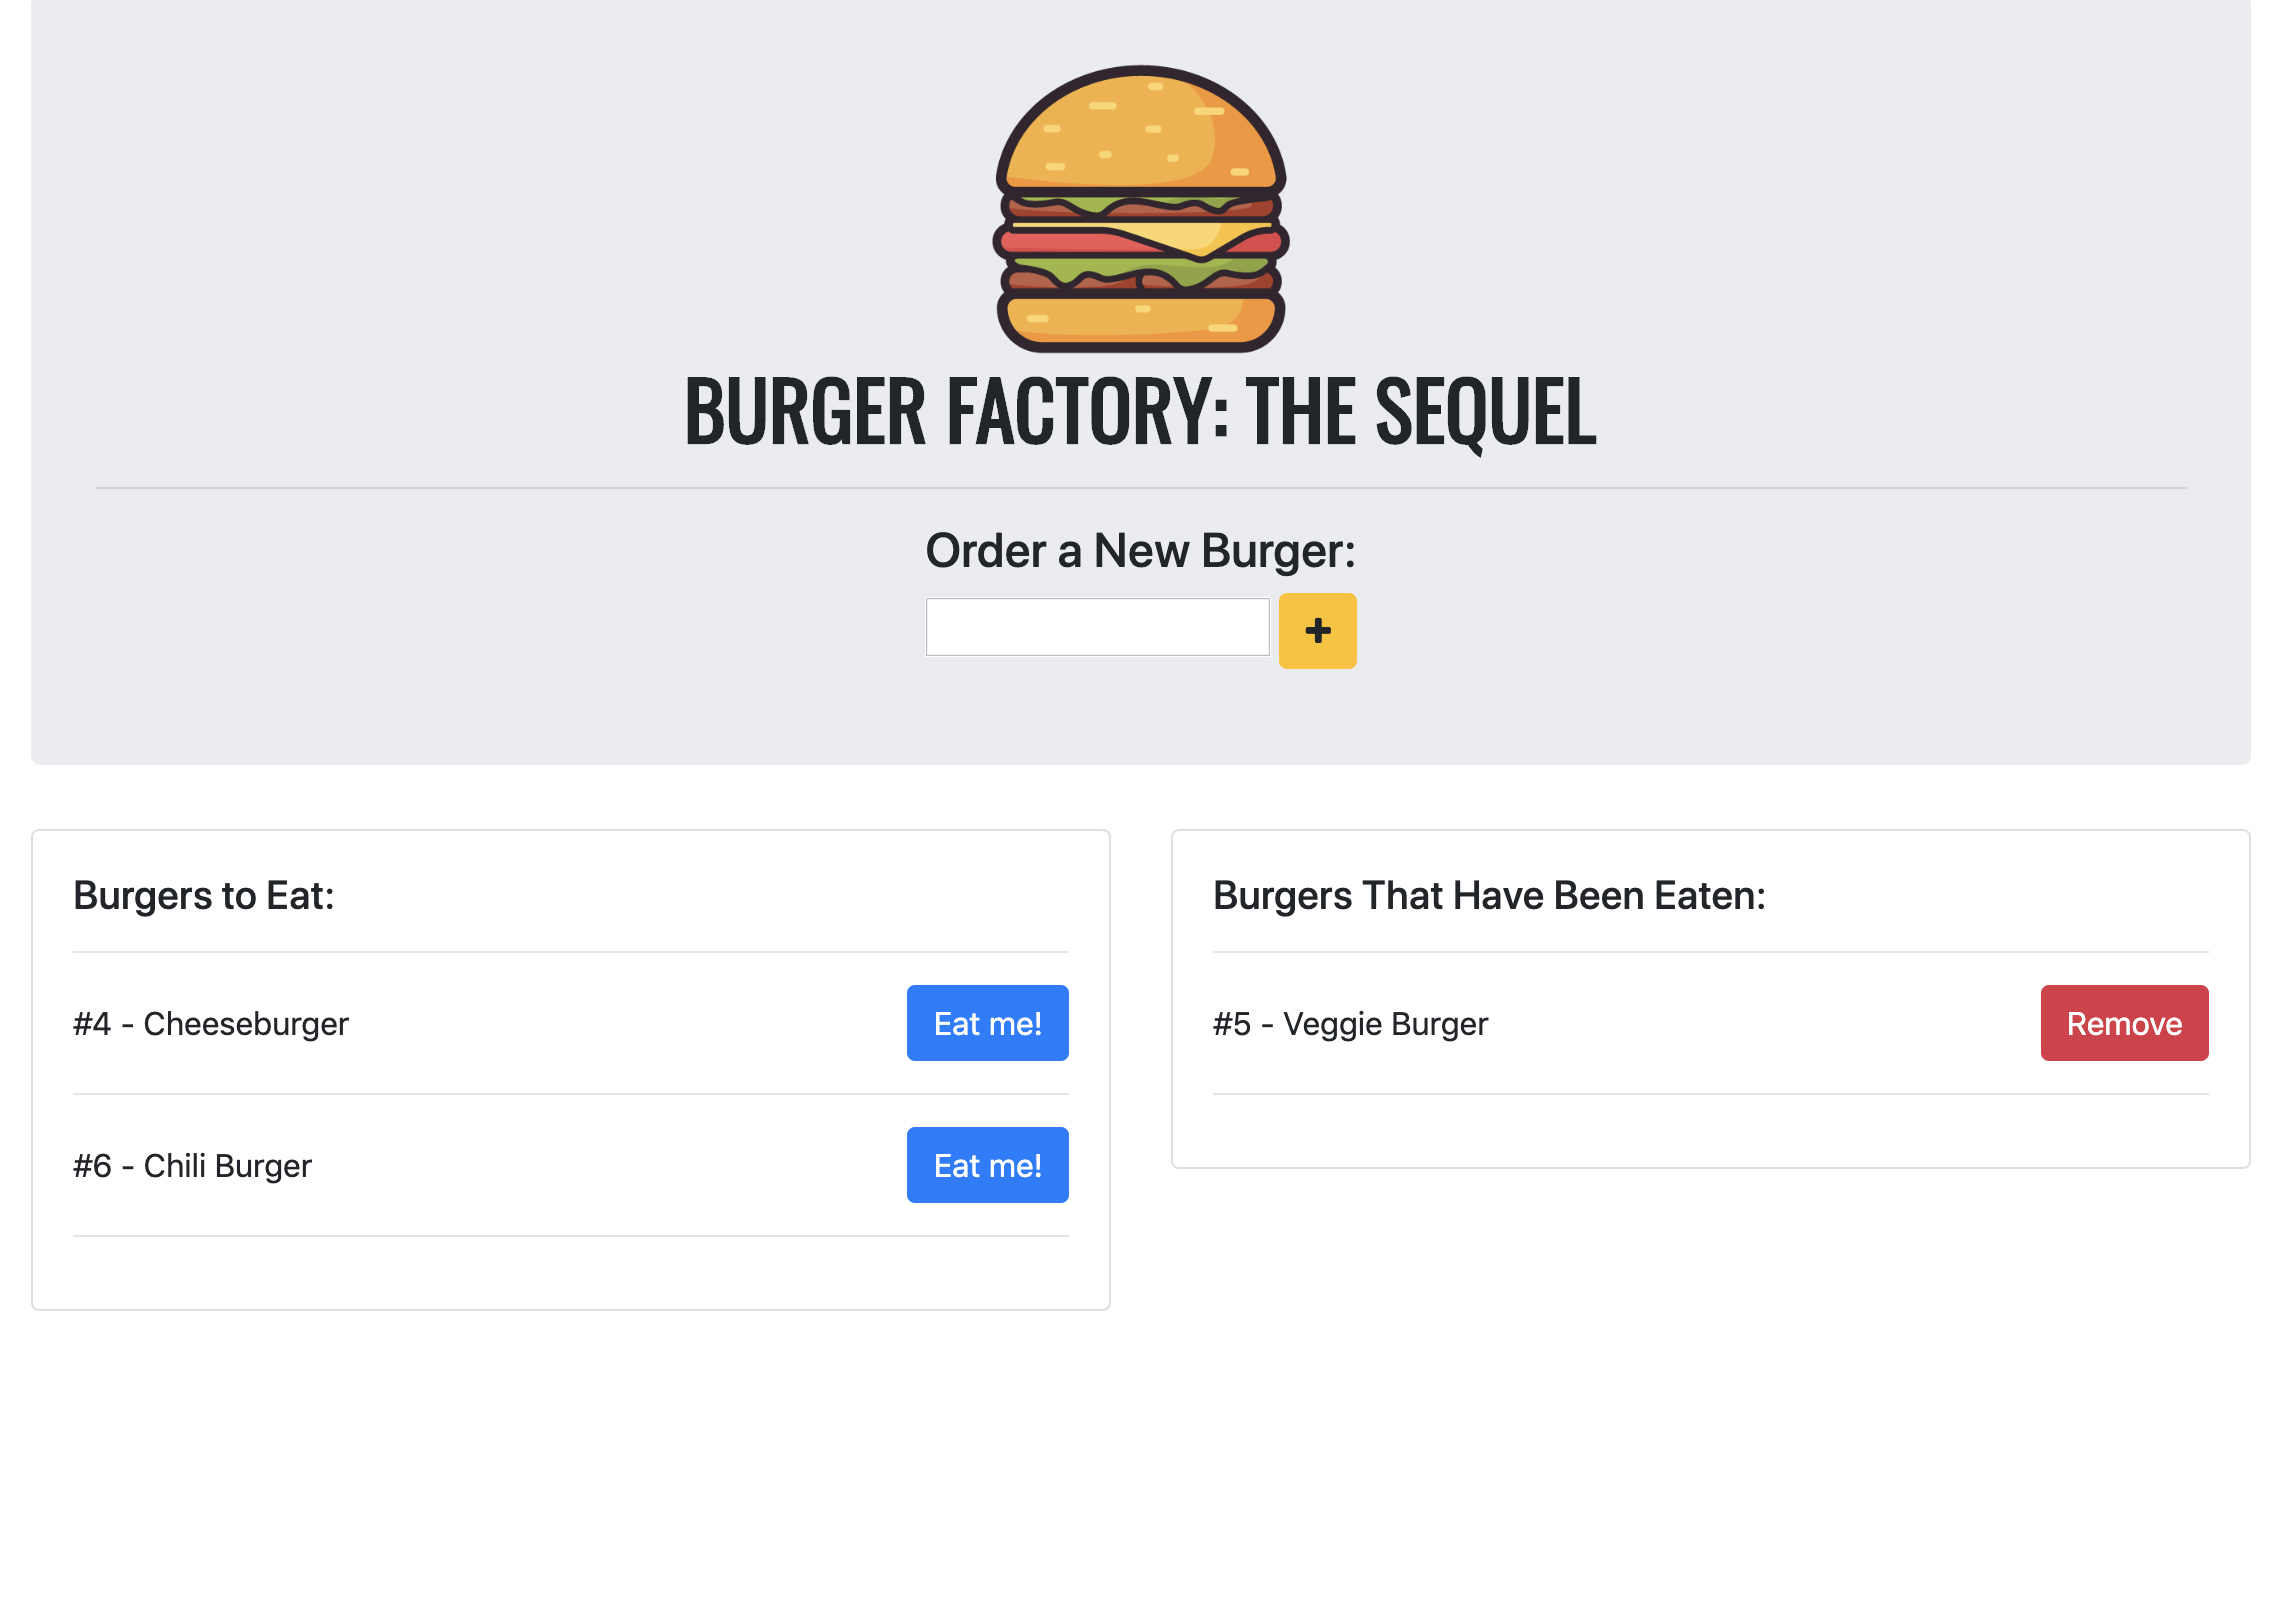 BURGER FACTORY: THE SEQUEL
Order a New Burger:
+
Burgers to Eat:
#4 - Cheeseburger
Eat me!
#6 - Chili Burger
Eat me!
Burgers That Have Been Eaten:
#5 - Veggie Burger
Remove